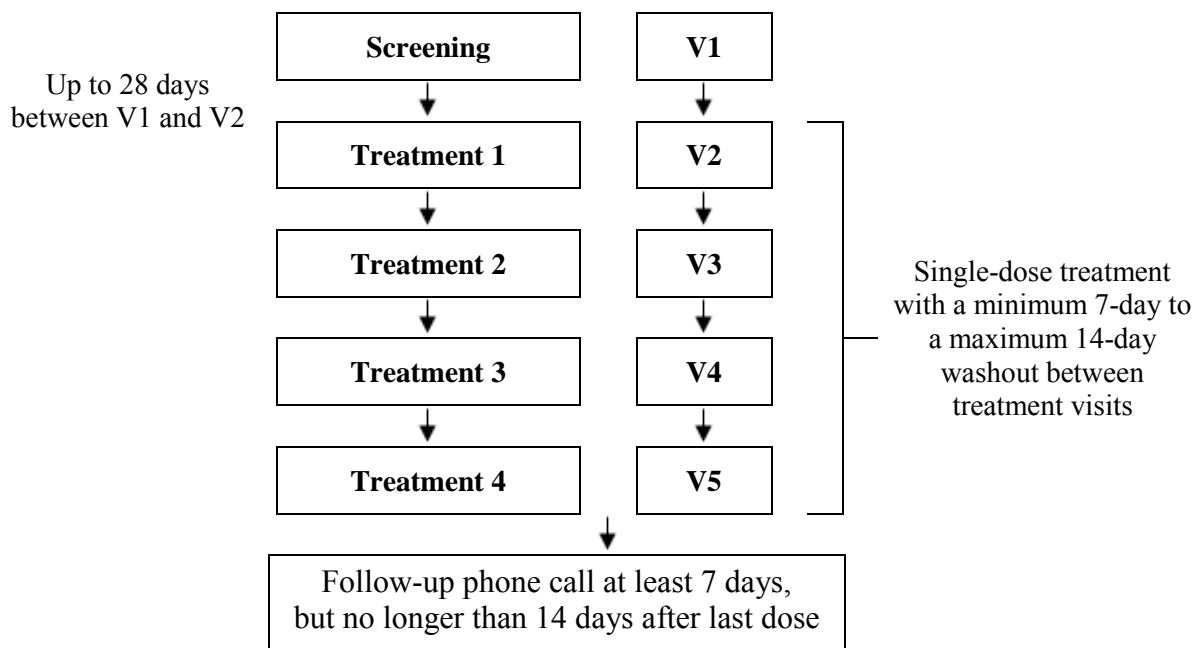 Screening
V1
Up to 28 days
between V1 and V2
Treatment 1
V2
Treatment 2
V3
Single-dose treatment
with a minimum 7-day to
a maximum 14-day
washout between
treatment visits
Treatment 3
V4
Treatment 4
V5
Follow-up phone call at least 7 days,
but no longer than 14 days after last dose